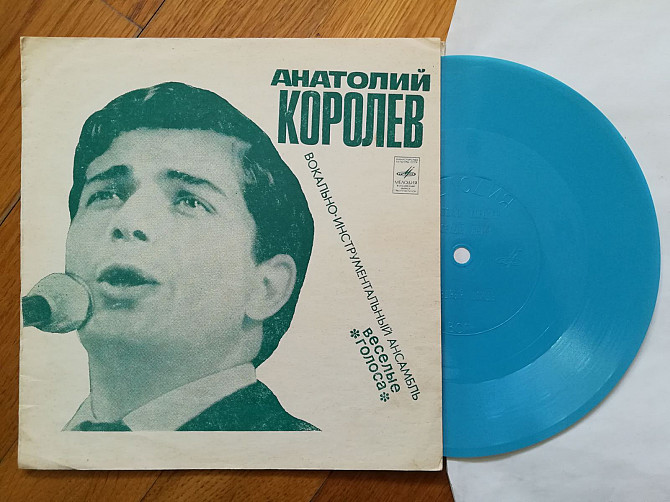 АНАТОЛИЙ
КОРОЛЕВ
МЕЛОДИЯ
ВОКАЛЬНО-ИНСТРУМЕНТАЛЬНЫЙ АНСАМБЛЬ
веселые
голоса